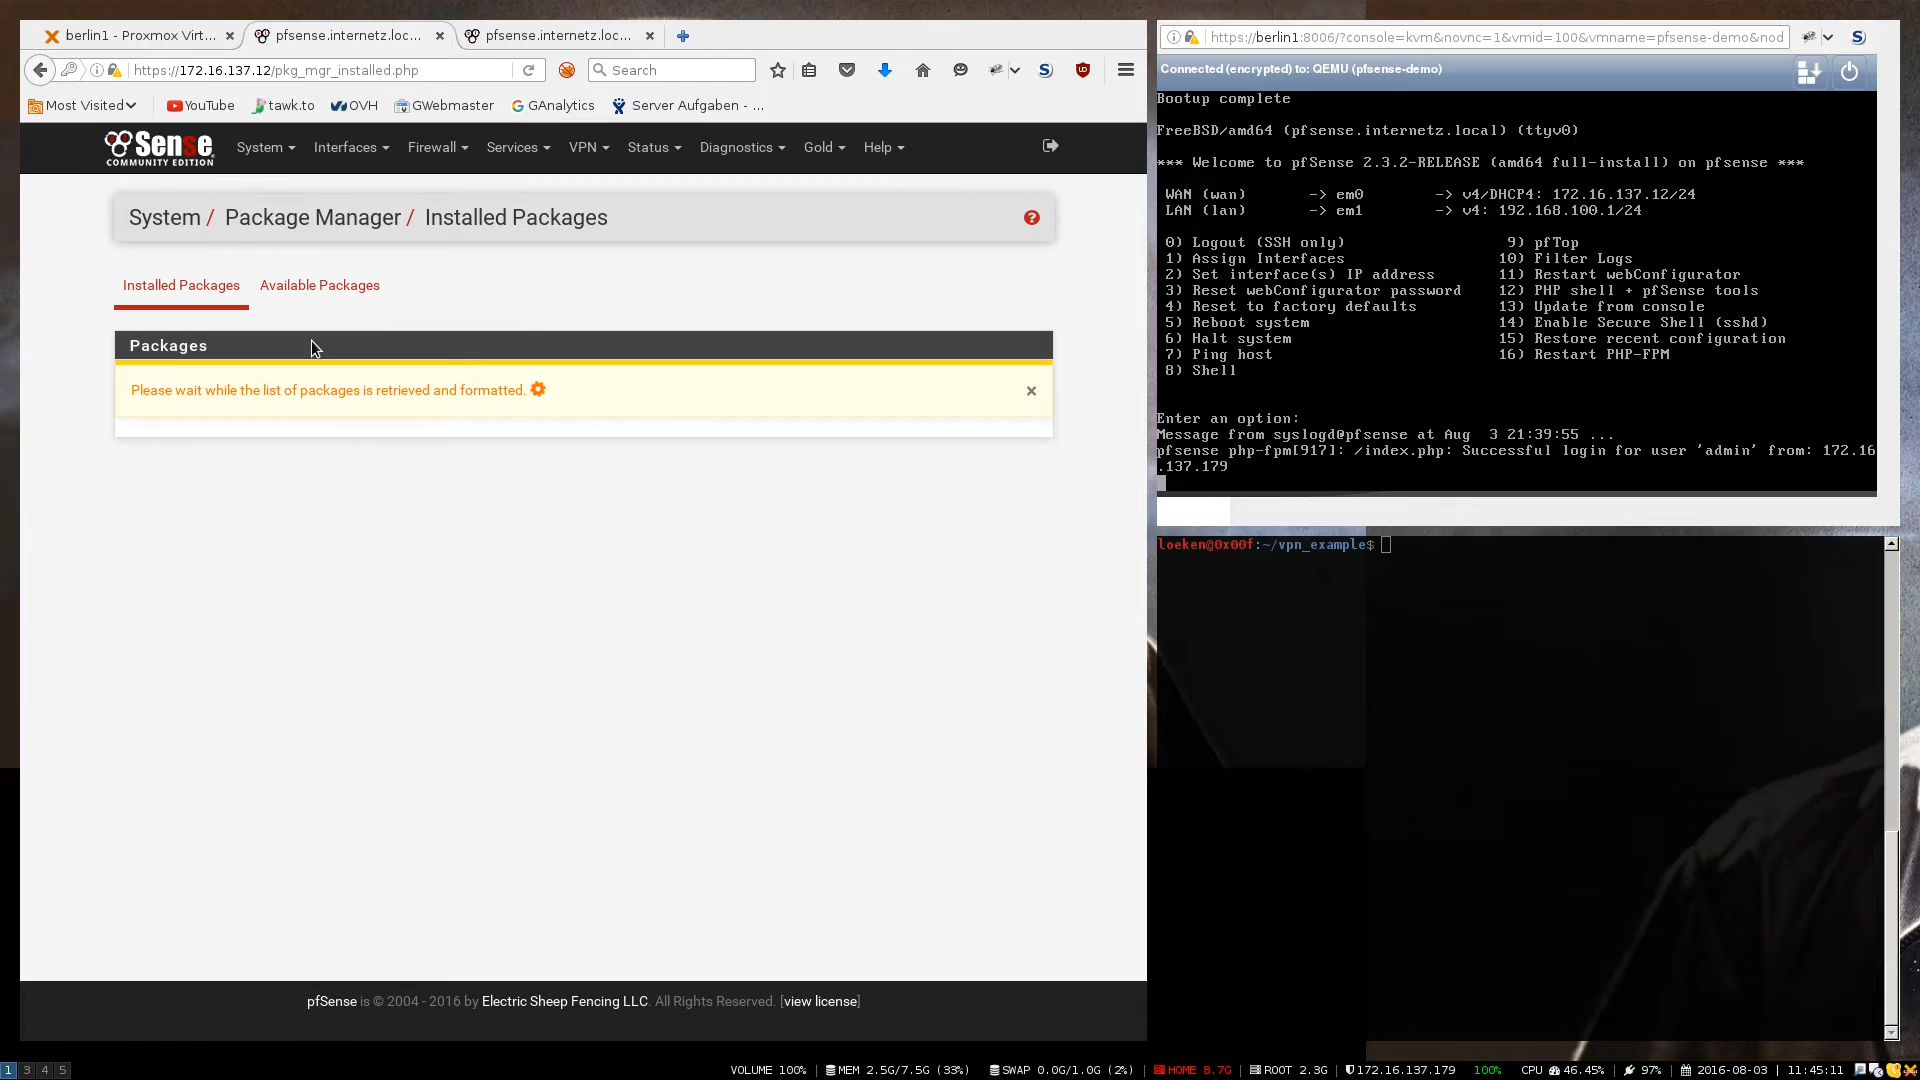 berlin1 - Proxmox Virt...
pfsense.internetz.loc...
pfsense.internetz.loc...
https://172.16.137.12/pkg_mgr_installed.php
Search
Most Visited
YouTube
tawk.to
OVH
GWebmaster
GAnalytics
Server Aufgaben - ...
Sense
COMMUNITY EDITION
System
Interfaces
Firewall
Services
VPN
Status
Diagnostics
Gold
Help
System / Package Manager / Installed Packages
Installed Packages
Available Packages
Packages
Please wait while the list of packages is retrieved and formatted.
pfSense is © 2004 - 2016 by Electric Sheep Fencing LLC. All Rights Reserved. [view license]
https://berlin1:8006/?console=kvm&novnc=1&vmid=100&vmname=pfsense-demo&nod
Connected (encrypted) to: QEMU (pfsense-demo)
Bootup complete
FreeBSD/amd64 (pfsense.internetz.local) (ttyv0)
*** Welcome to pfSense 2.3.2-RELEASE (amd64 full-install) on pfsense ***
WAN (wan) -> em0 -> v4/DHCP4: 172.16.137.12/24
LAN (lan) -> em1 -> v4: 192.168.100.1/24
0) Logout (SSH only) 9) pfTop
1) Assign Interfaces 10) Filter Logs
2) Set interface(s) IP address 11) Restart webConfigurator
3) Reset webConfigurator password 12) PHP shell + pfSense tools
4) Reset to factory defaults 13) Update from console
5) Reboot system 14) Enable Secure Shell (sshd)
6) Halt system 15) Restore recent configuration
7) Ping host 16) Restart PHP-FPM
8) Shell
Enter an option:
Message from syslogd@pfsense at Aug 3 21:39:55 ...
pfsense php-fpm[917]: /index.php: Successful login for user 'admin' from: 172.16
.137.179
loeken@0x00f:~/vpn_example$
1 3 4 5
VOLUME 100% | MEM 2.5G/7.5G (33%) | SWAP 0.0G/1.0G (2%) | HOME 8.7G | ROOT 2.3G | 172.16.137.179 100% | CPU 46.45% | 97% | 2016-08-03 | 11:45:11